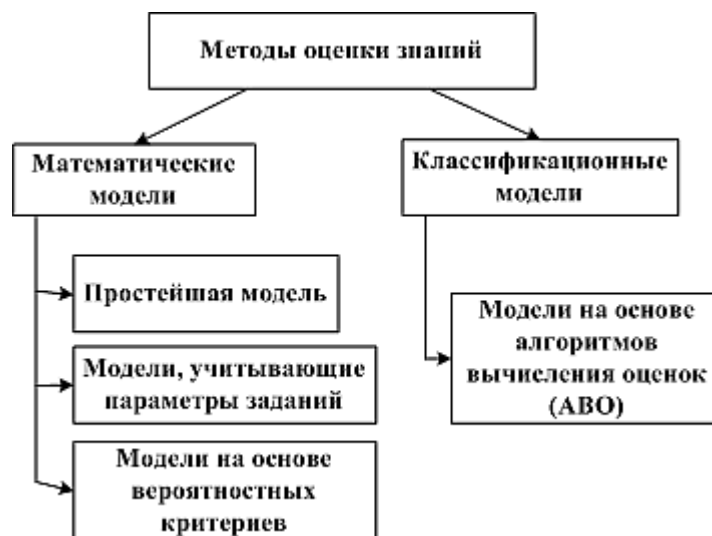 Методы оценки знаний
Математические
модели
Классификационные
модели
Простейшая модель
Модели, учитывающие
параметры заданий
Модели на основе
вероятностных
критериев
Модели на основе
алгоритмов
вычисления оценок
(АВО)